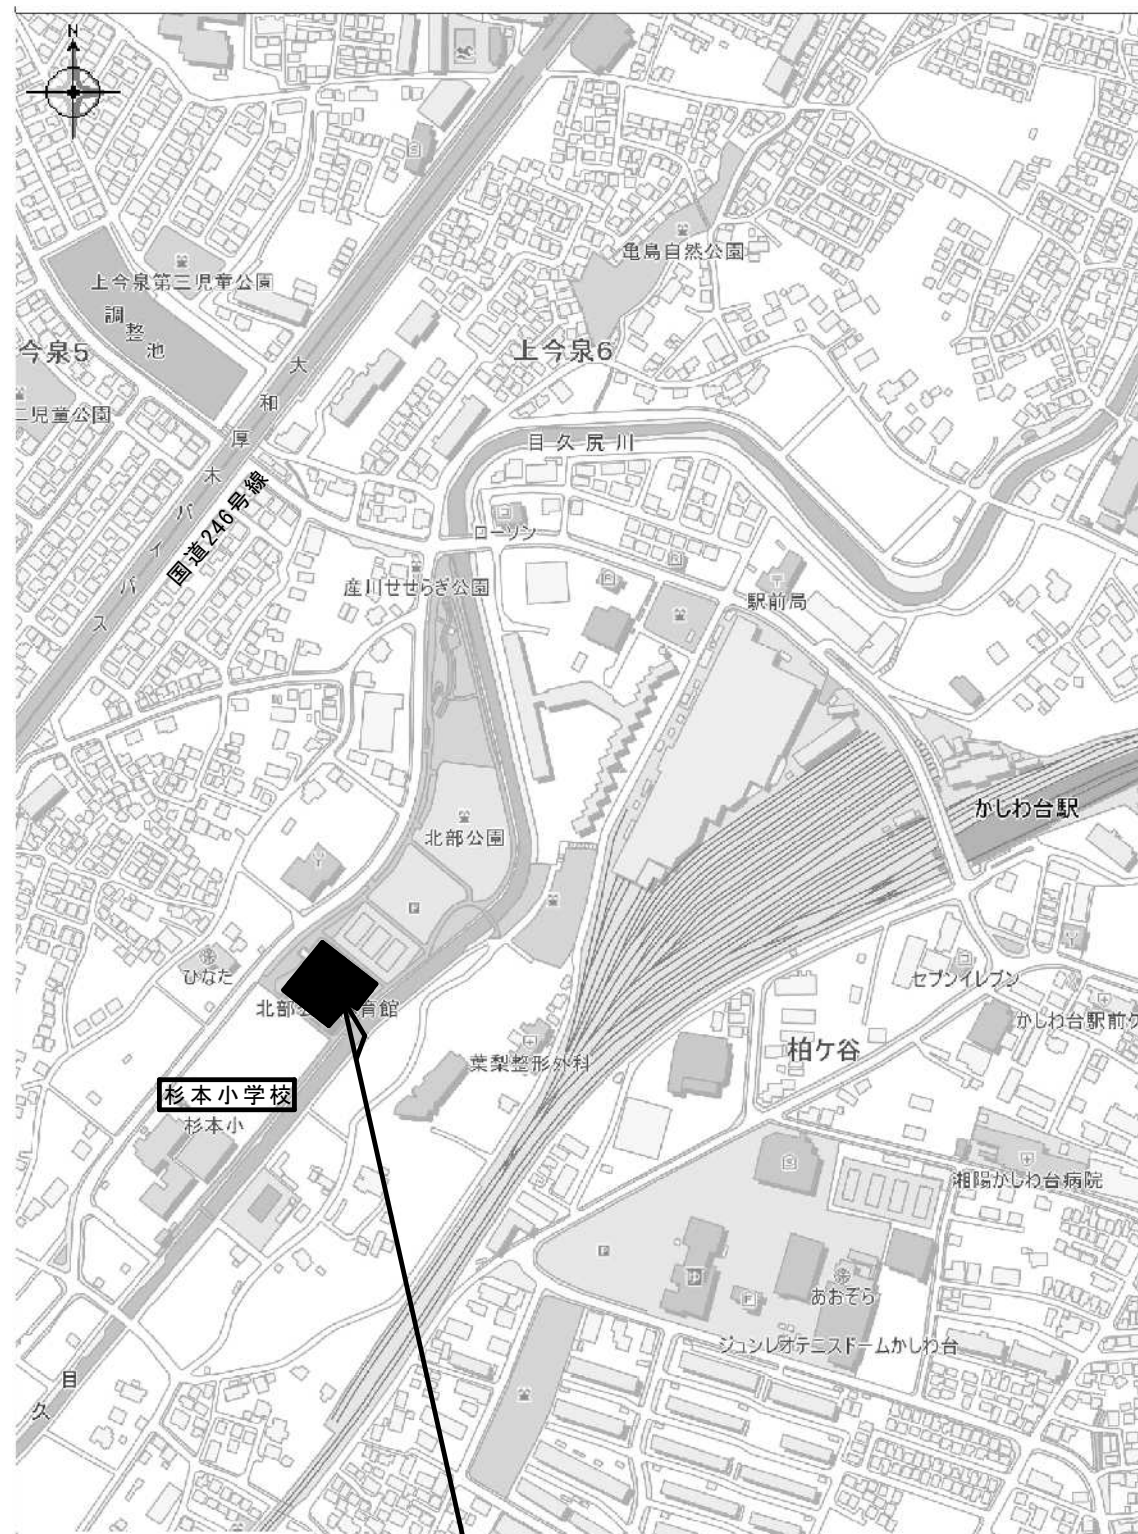 N
亀島自然公園
上今泉第三児童公園
調整池
今泉5
上今泉6
二児童公園
大和厚木バイパス
国道246号線
目久尻川
ローソン
産川せせらぎ公園
駅前局
かしわ台駅
北部公園
P
ひなた
セブンイレブン
北部公
育館
かしわ台駅前ク
葉梨整形外科
柏ケ谷
杉本小学校
杉本小
湘陽かしわ台病院
P
あおぞら
ジュンレオテニスドームかしわ台
目久